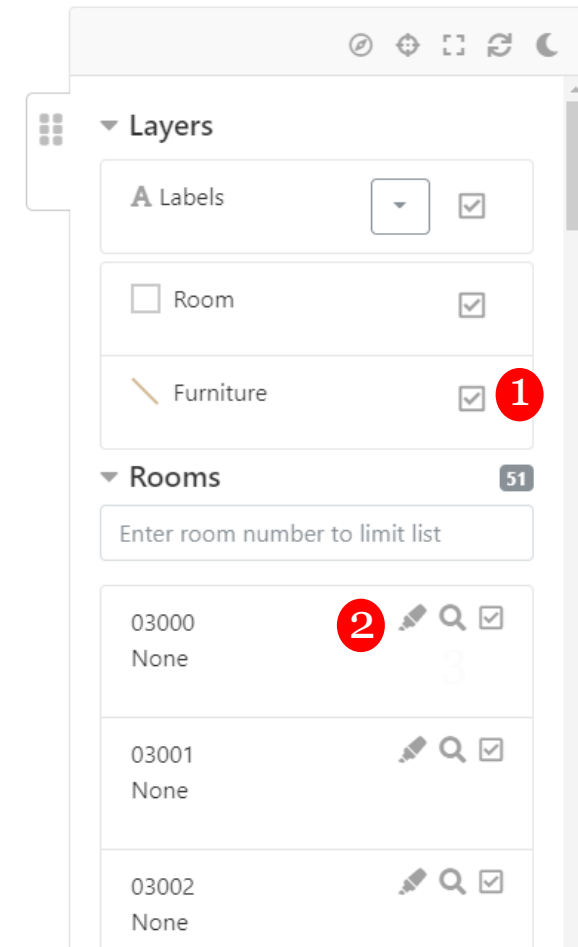 Layers
A Labels
Room
Furniture
1
Rooms
51
Enter room number to limit list
03000
2
None
3
03001
None
03002
None